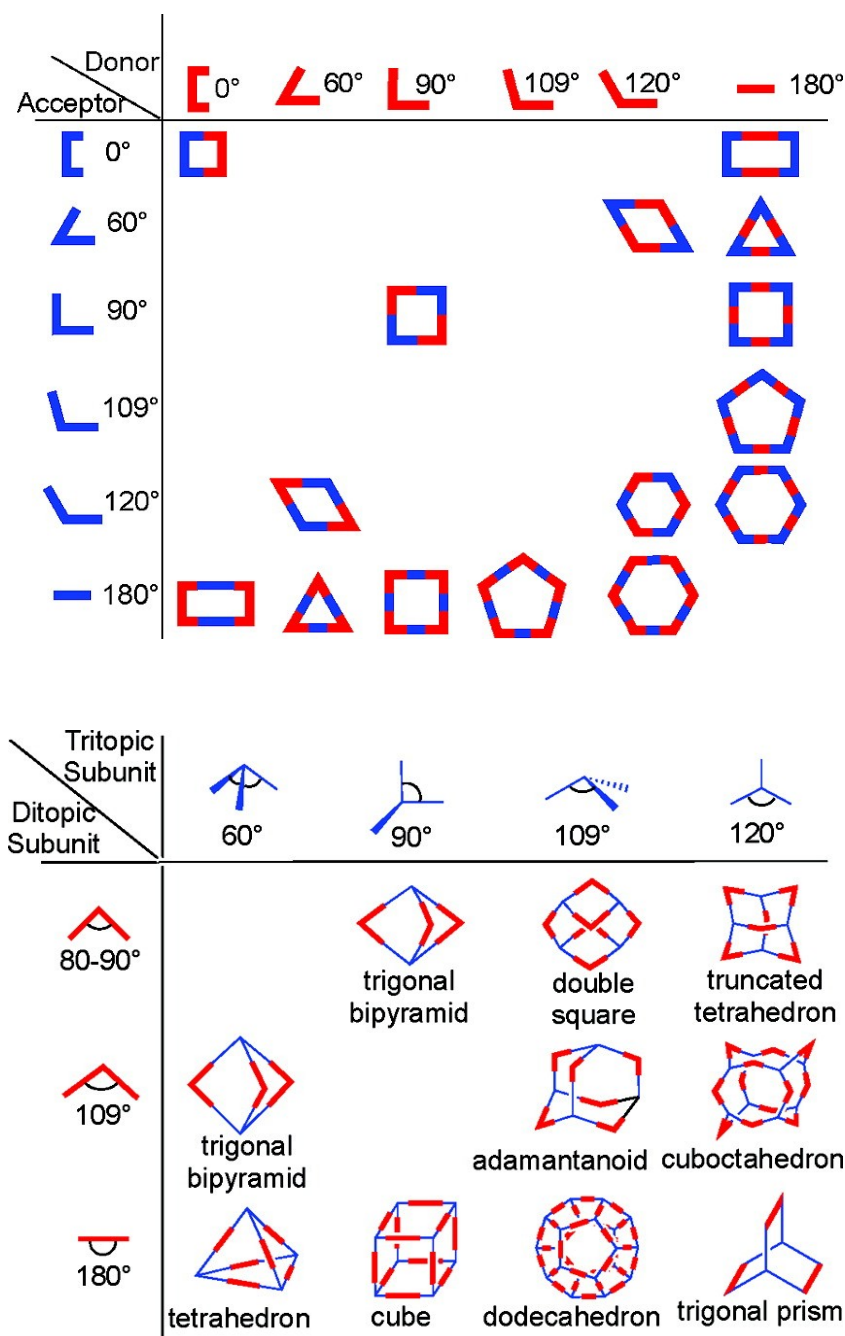 Donor
Acceptor
0° 60° 90° 109° 120° 180°
0°
60°
90°
109°
120°
180°
Tritopic
Subunit
Ditopic
Subunit
60° 90° 109° 120°
80-90°
trigonal
bipyramid
double
square
truncated
tetrahedron
109°
trigonal
bipyramid
adamantanoid
cuboctahedron
180°
tetrahedron
cube
dodecahedron
trigonal prism